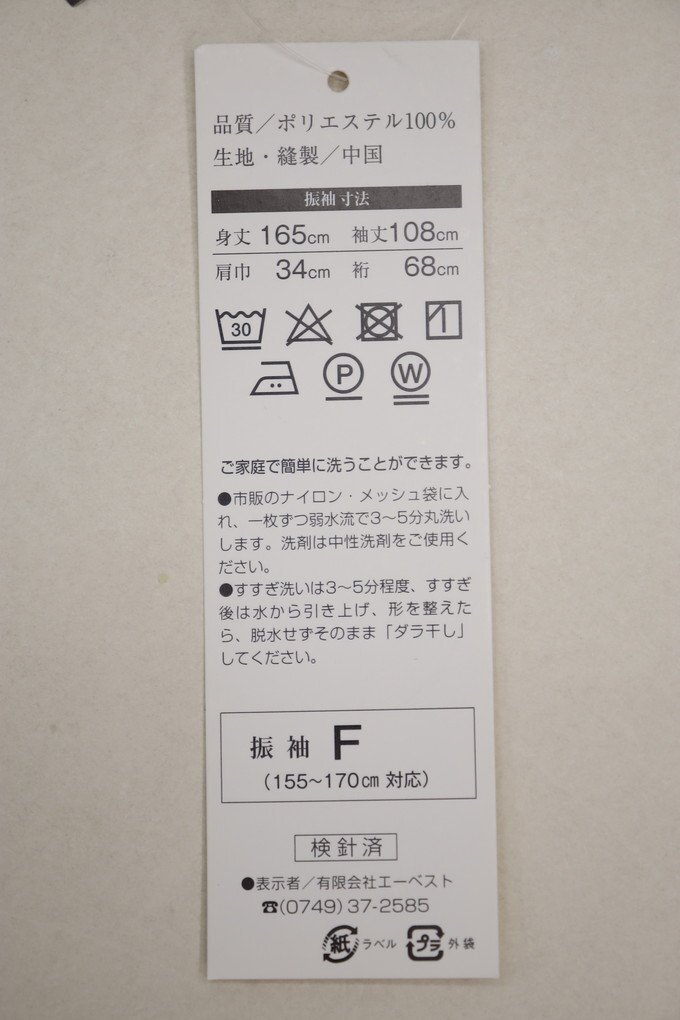 品質／ポリエステル100％
生地・縫製／中国
振袖寸法
身丈 165cm 袖丈108cm
肩巾 34cm 裄 68cm
30
P W
ご家庭で簡単に洗うことができます。
●市販のナイロン・メッシュ袋に入
れ、一枚ずつ弱水流で3〜5分丸洗い
します。洗剤は中性洗剤をご使用く
ださい。
●すすぎ洗いは3〜5分程度、すすぎ
後は水から引き上げ、形を整えた
ら、脱水せずそのまま「ダラ干し」
してください。
振袖 F
（155〜170cm 対応）
検針済
●表示者／有限会社エーベスト
☎(0749)37-2585
紙 ラベル プラ 外袋